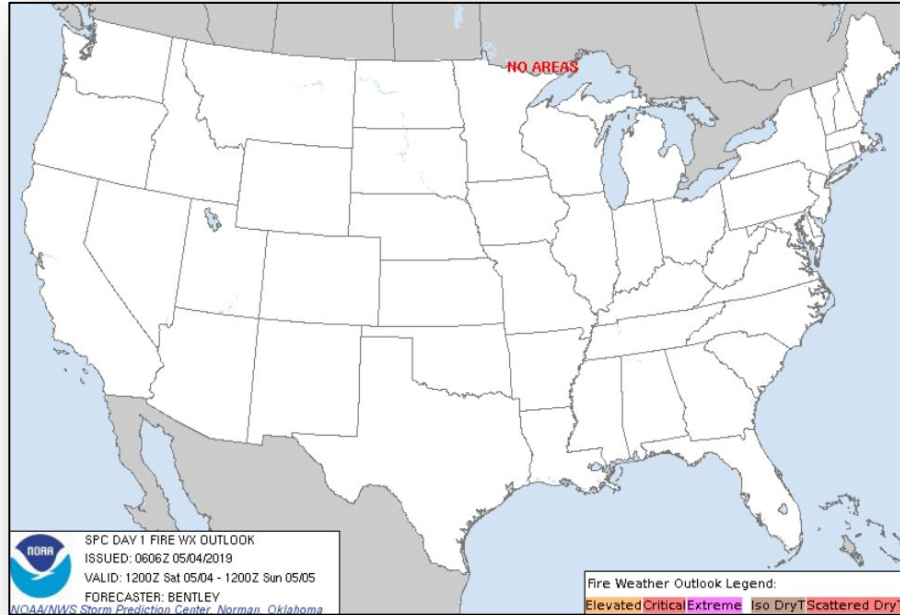 NO AREAS
NOAA
SPC DAY 1 FIRE WX OUTLOOK
ISSUED: 0606Z 05/04/2019
VALID: 1200Z Sat 05/04 - 1200Z Sun 05/05
FORECASTER: BENTLEY
NOAA/NWS Storm Prediction Center, Norman, Oklahoma
Fire Weather Outlook Legend:
Elevated Critical Extreme Iso DryT Scattered DryT